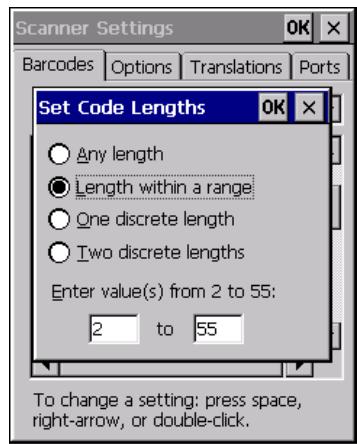 Scanner Settings OK ×
Barcodes Options Translations Ports
Set Code Lengths OK ×
Any length
Length within a range
One discrete length
Two discrete lengths
Enter value(s) from 2 to 55:
2 to 55
To change a setting: press space,
right-arrow, or double-click.